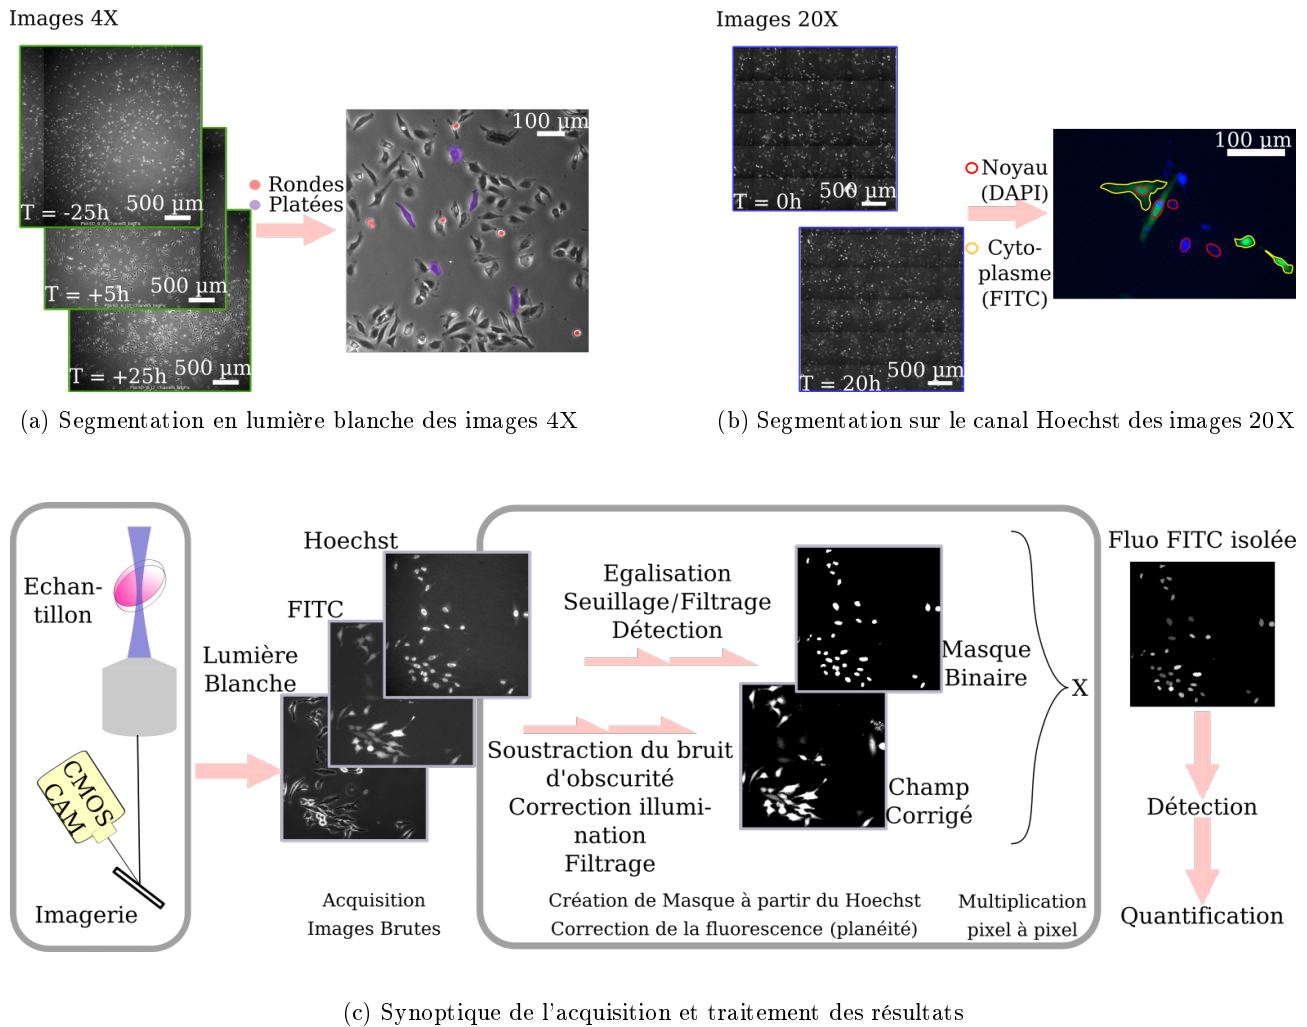 Images 4X
T = -25h
500 µm
T = +5h
500 µm
T = +25h
500 µm
Rondes
Platées
100 µm
(a) Segmentation en lumière blanche des images 4X
Images 20X
T = 0h
500 µm
T = 20h
500 µm
Noyau
(DAPI)
Cyto-
plasme
(FITC)
100 µm
(b) Segmentation sur le canal Hoechst des images 20X
Echan-
tillon
CMOS
CAM
Imagerie
Hoechst
FITC
Lumière
Blanche
Acquisition
Images Brutes
Egalisation
Seuillage/Filtrage
Détection
Soustraction du bruit
d'obscurité
Correction illumi-
nation
Filtrage
Masque
Binaire
Champ
Corrigé
X
Création de Masque à partir du Hoechst
Correction de la fluorescence (planéité)
Multiplication
pixel à pixel
Fluo FITC isolée
Détection
Quantification
(c) Synoptique de l'acquisition et traitement des résultats